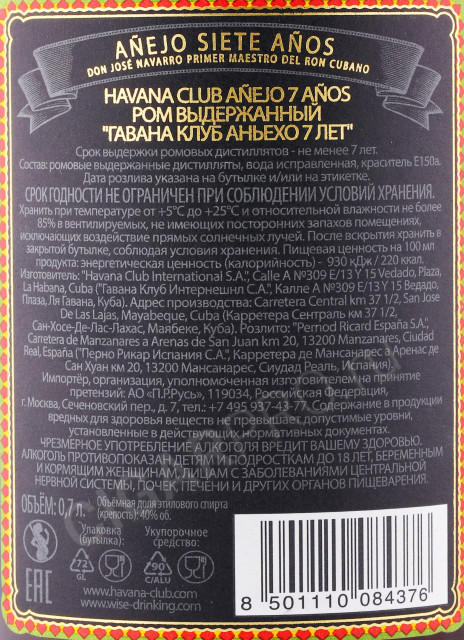 AÑEJO SIETE AÑOS
DON JOSÉ NAVARRO PRIMER MAESTRO DEL RON CUBANO
HAVANA CLUB AÑEJO 7 AÑOS
РОМ ВЫДЕРЖАННЫЙ
"ГАВАНА КЛУБ АНЬЕХО 7 ЛЕТ"
Срок выдержки ромовых дистиллятов - не менее 7 лет.
Состав: ромовые выдержанные дистилляты, вода исправленная, краситель Е150а.
Дата розлива указана на бутылке и/или на этикетке.
СРОК ГОДНОСТИ НЕ ОГРАНИЧЕН ПРИ СОБЛЮДЕНИИ УСЛОВИЙ ХРАНЕНИЯ.
Хранить при температуре от +5°C до +25°C и относительной влажности не более
85% в вентилируемых, не имеющих посторонних запахов помещениях,
исключающих воздействие прямых солнечных лучей. После вскрытия хранить в
закрытой бутылке, соблюдая условия хранения. Пищевая ценность на 100 мл
продукта: энергетическая ценность (калорийность) - 930 кДж / 220 ккал.
Изготовитель: "Havana Club International S.A.", Calle A №309 E/13 Y 15 Vedado, Plaza,
La Habana, Cuba ("Гавана Клуб Интернешнл С.А.", Калле А №309 Е/13 Y 15 Ведадо,
Плаза, Ля Гавана, Куба). Адрес производства: Carretera Central km 37 1/2, San Jose
De Las Lajas, Mayabeque, Cuba (Карретера Сентраль км 37 1/2,
Сан-Хосе-Де-Лас-Лахас, Маябеке, Куба). Розлито: "Pernod Ricard España S.A.",
Carretera de Manzanares a Arenas de San Juan km 20, 13200 Manzanares, Ciudad
Real, España ("Перно Рикар Испания С.А.", Карретера де Мансанарес а Аренас де
Сан Хуан км 20, 13200 Мансанарес, Сиудад Реаль, Испания).
Импортёр, организация, уполномоченная изготовителем на принятие
претензий: АО «П.Р.Русь», 119034, Российская Федерация,
г. Москва, Сеченовский пер., д. 7, тел.: +7 495 937-43-77. Содержание в продукции
вредных для здоровья веществ не превышает допустимые уровни,
установленные в действующих нормативных документах.
ЧРЕЗМЕРНОЕ УПОТРЕБЛЕНИЕ АЛКОГОЛЯ ВРЕДИТ ВАШЕМУ ЗДОРОВЬЮ.
АЛКОГОЛЬ ПРОТИВОПОКАЗАН ДЕТЯМ И ПОДРОСТКАМ ДО 18 ЛЕТ, БЕРЕМЕННЫМ
И КОРМЯЩИМ ЖЕНЩИНАМ, ЛИЦАМ С ЗАБОЛЕВАНИЯМИ ЦЕНТРАЛЬНОЙ
НЕРВНОЙ СИСТЕМЫ, ПОЧЕК, ПЕЧЕНИ И ДРУГИХ ОРГАНОВ ПИЩЕВАРЕНИЯ.
ОБЪЁМ: 0,7 л. Объёмная доля этилового спирта
(крепость): 40% об.
Упаковка (бутылка): Укупорочное средство:
72 GL 90 C/ALU
EAC
www.havana-club.com
www.wise-drinking.com
8 501110 084376